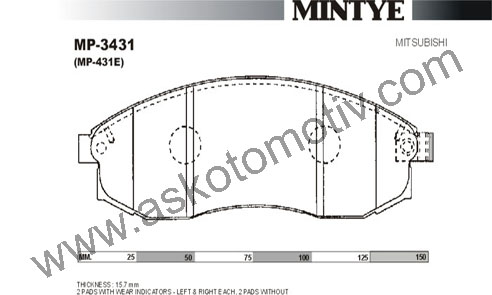 MINTYE
MP-3431
(MP-431E)
MITSUBISHI
www.askotomotiv.com
MM. 25 50 75 100 125 150
THICKNESS : 15.7 mm
2 PADS WITH WEAR INDICATORS - LEFT & RIGHT EACH, 2 PADS WITHOUT